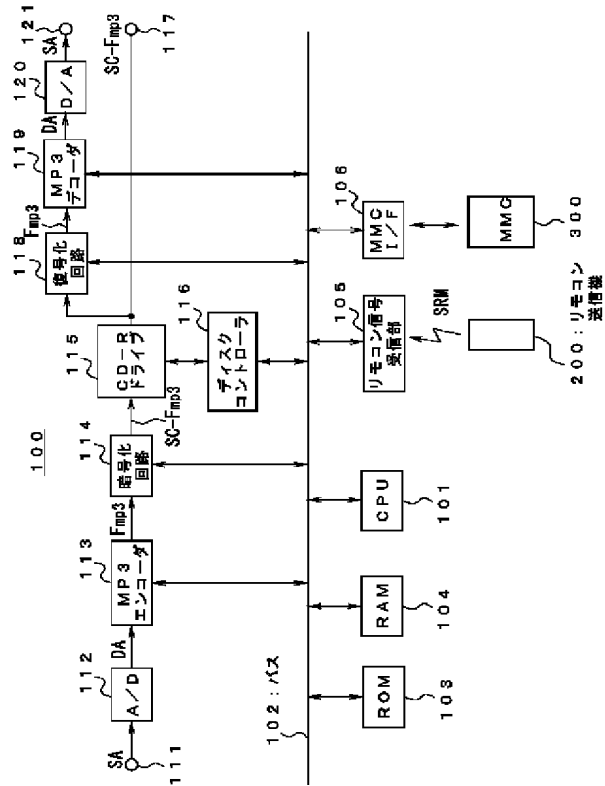 100
SA
111
A/D
112
DA
MP3
エンコーダ
113
Fmp3
暗号化
回路
114
SC-Fmp3
CD-R
ドライブ
115
ディスク
コントローラ
116
復号化
回路
118
Fmp3
MP3
デコーダ
119
DA
D/A
120
SA
121
SC-Fmp3
117
102:バス
ROM
103
RAM
104
CPU
101
リモコン信号
受信部
105
SRM
200:リモコン
送信機
MMC
I/F
106
MMC
300